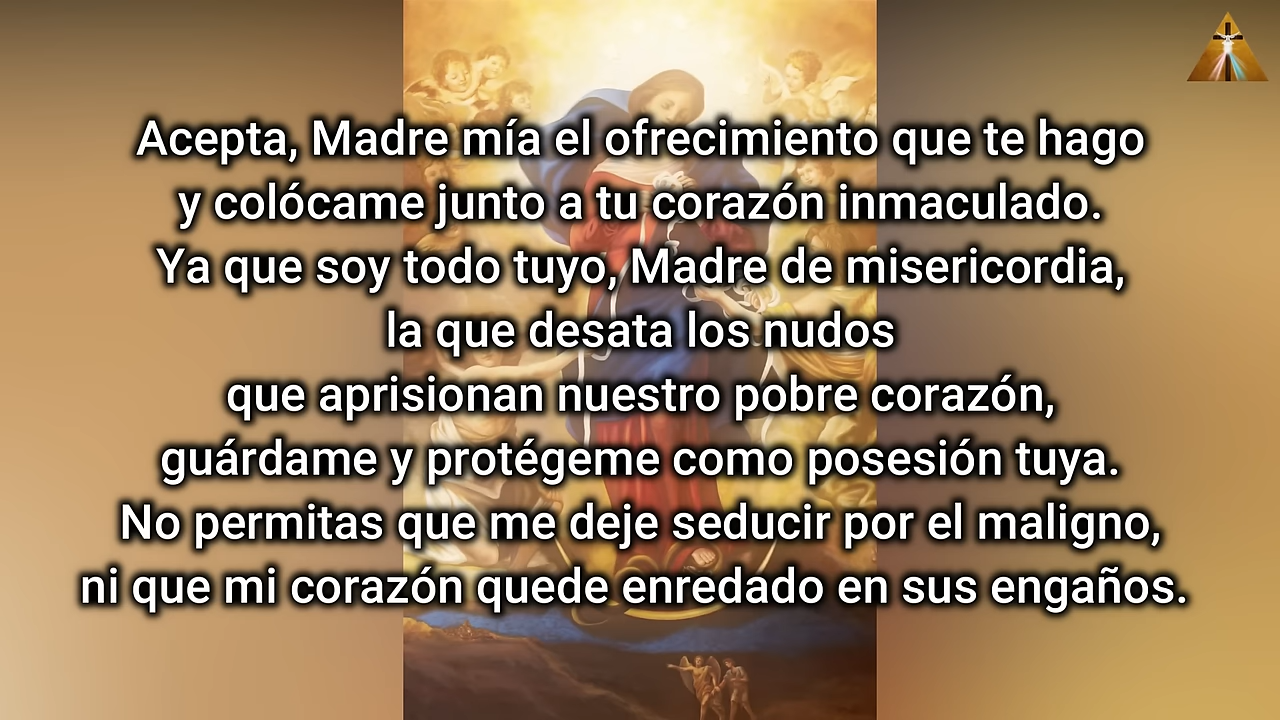 Acepta, Madre mía el ofrecimiento que te hago
y colócame junto a tu corazón inmaculado.
Ya que soy todo tuyo, Madre de misericordia,
la que desata los nudos
que aprisionan nuestro pobre corazón,
guárdame y protégeme como posesión tuya.
No permitas que me deje seducir por el maligno,
ni que mi corazón quede enredado en sus engaños.